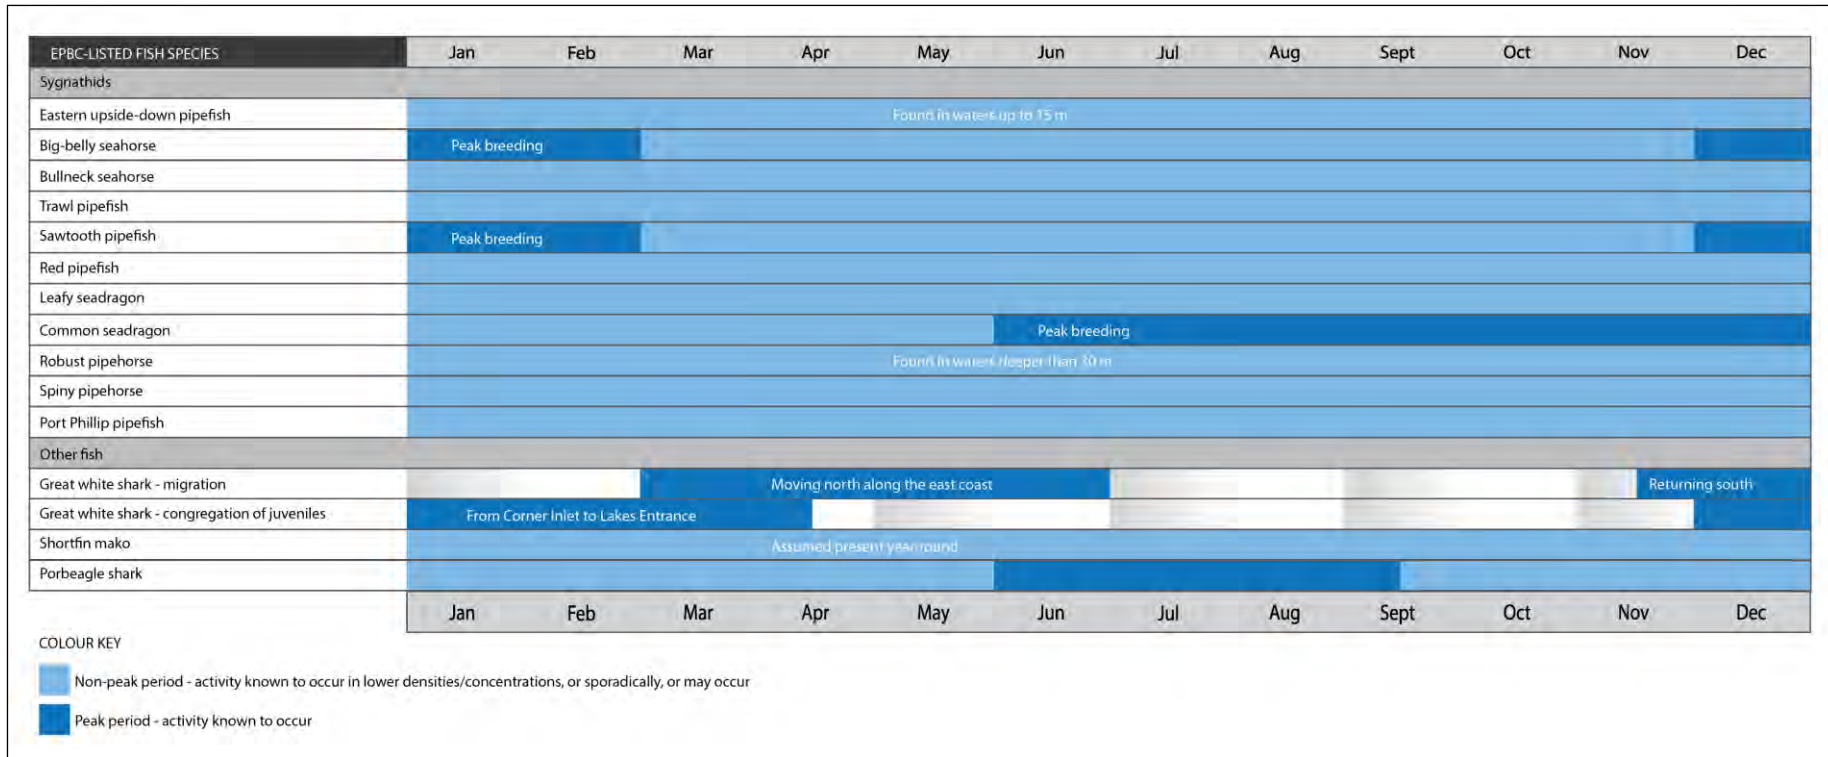 EPBC-LISTED FISH SPECIES Jan Feb Mar Apr May Jun Jul Aug Sept Oct Nov Dec
Sygnathids
Eastern upside-down pipefish Found in waters up to 15 m
Big-belly seahorse Peak breeding
Bullneck seahorse
Trawl pipefish
Sawtooth pipefish Peak breeding
Red pipefish
Leafy seadragon
Common seadragon Peak breeding
Robust pipehorse Found in waters deeper than 30 m
Spiny pipehorse
Port Phillip pipefish
Other fish
Great white shark - migration Moving north along the east coast Returning south
Great white shark - congregation of juveniles From Corner Inlet to Lakes Entrance
Shortfin mako Assumed present year round
Porbeagle shark
Jan Feb Mar Apr May Jun Jul Aug Sept Oct Nov Dec
COLOUR KEY
Non-peak period - activity known to occur in lower densities/concentrations, or sporadically, or may occur
Peak period - activity known to occur